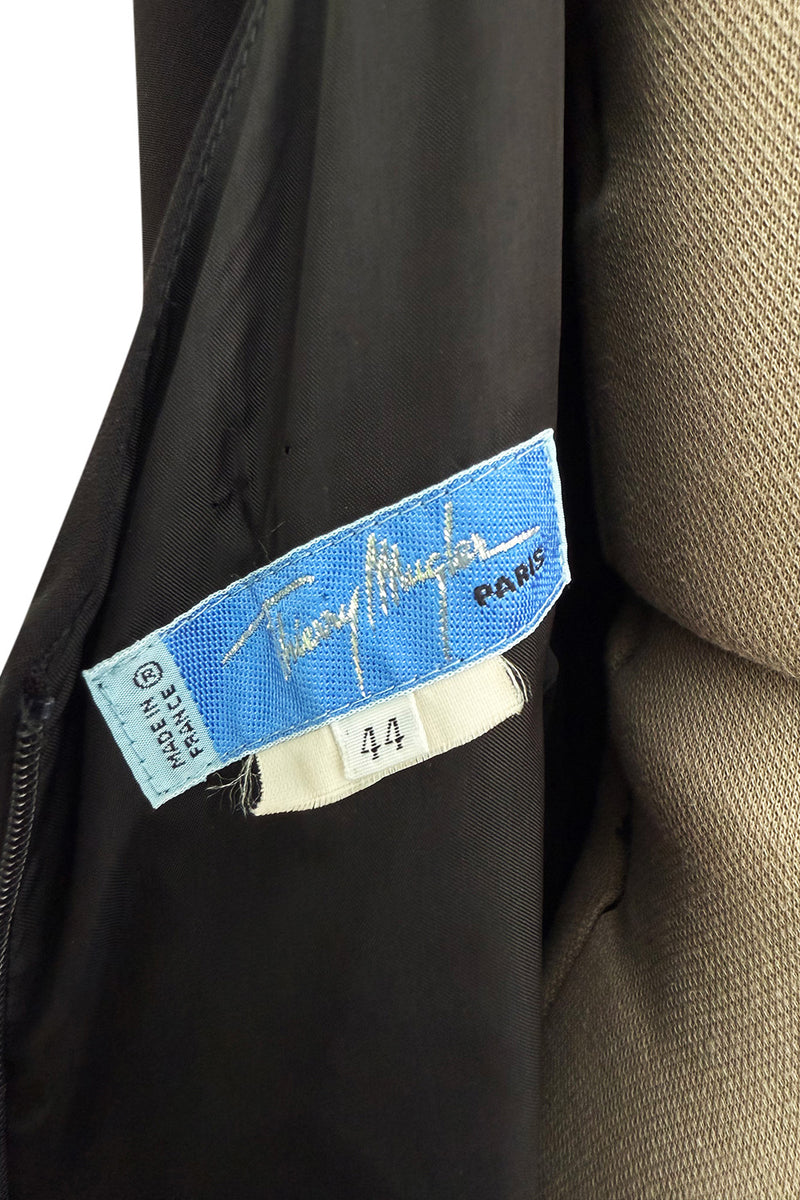 Thierry Mugler
PARIS
®
MADE IN
FRANCE
44